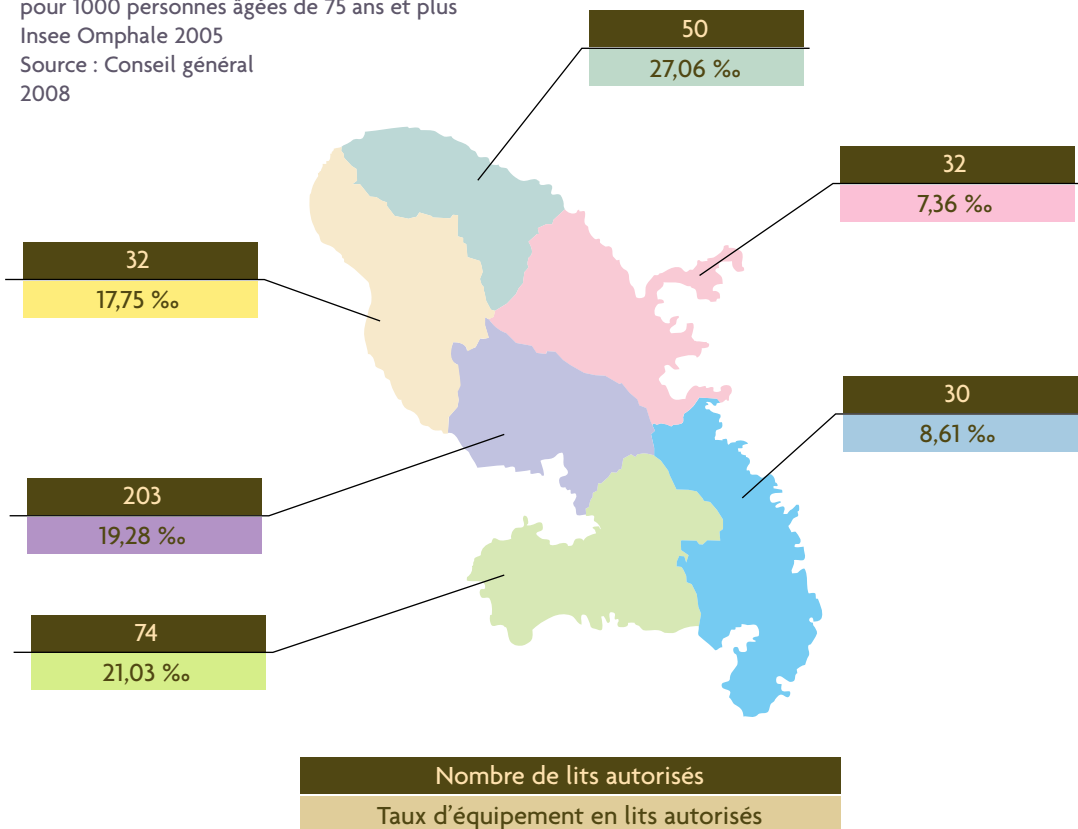 pour 1000 personnes âgées de 75 ans et plus
Insee Omphale 2005
Source : Conseil général
2008
50
27,06 ‰
32
7,36 ‰
32
17,75 ‰
30
8,61 ‰
203
19,28 ‰
74
21,03 ‰
Nombre de lits autorisés
Taux d'équipement en lits autorisés